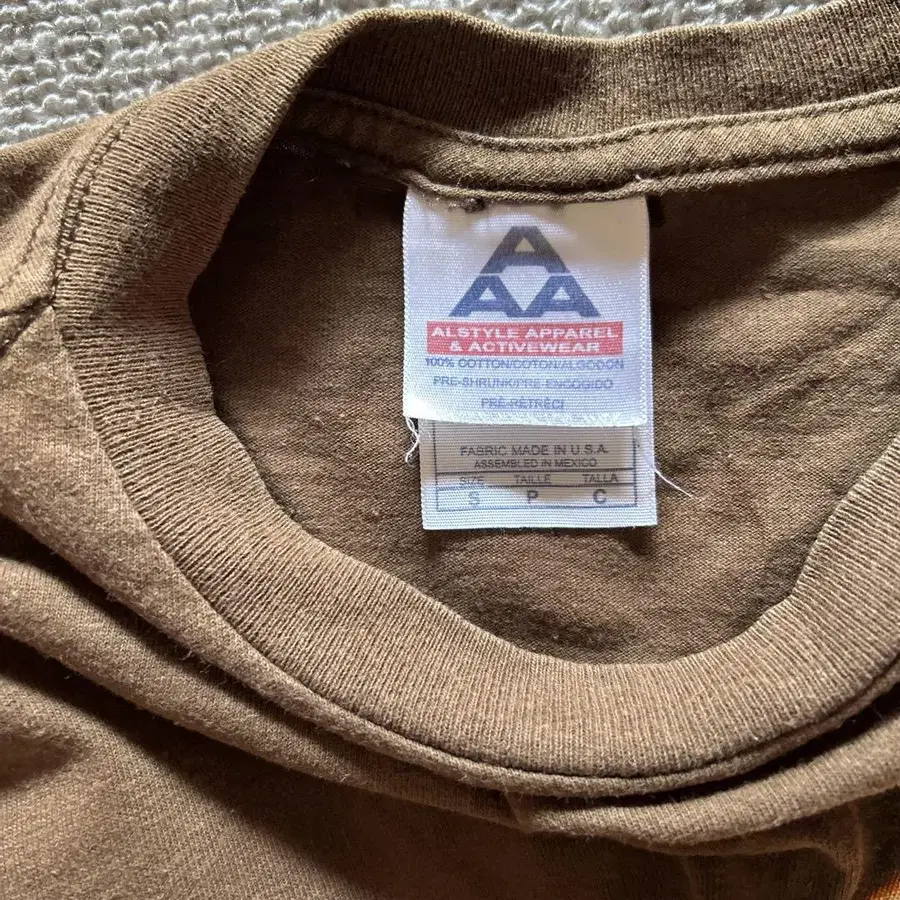 A
AA
ALSTYLE APPAREL
& ACTIVEWEAR
100% COTTON/COTON/ALGODON
PRE-SHRUNK/PRE-ENCOGIDO
PRÉ-RÉTRÉCI
FABRIC MADE IN U.S.A.
ASSEMBLED IN MEXICO
SIZE TAILLE TALLA
S P C